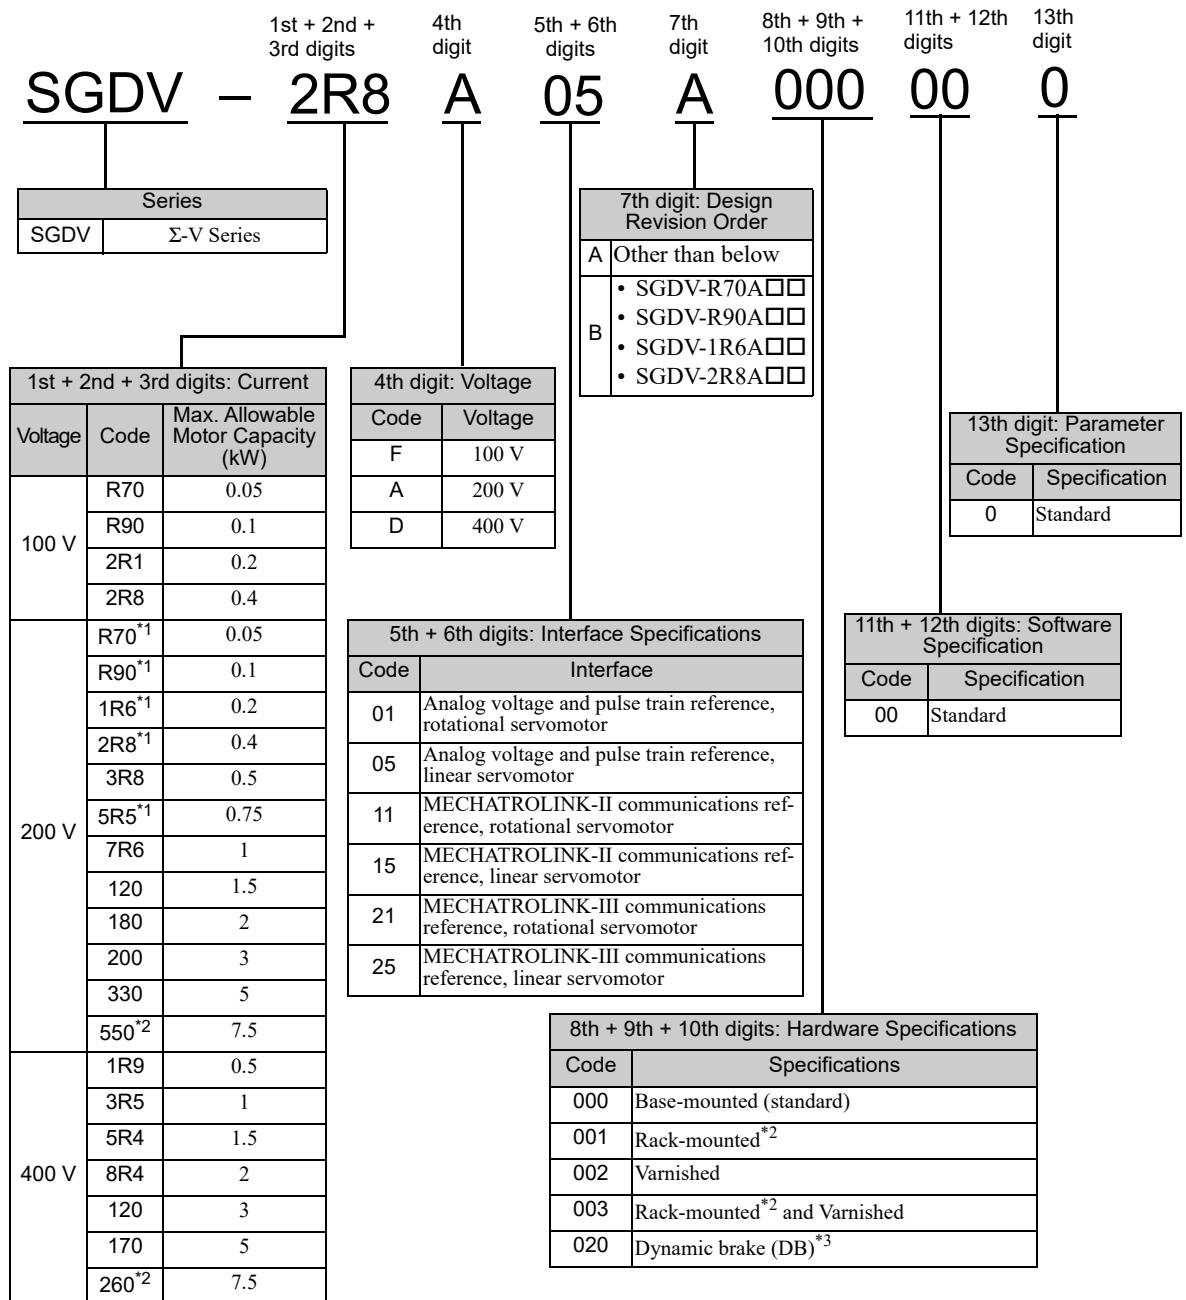 1st + 2nd +
3rd digits
4th
digit
5th + 6th
digits
7th
digit
8th + 9th +
10th digits
11th + 12th
digits
13th
digit
SGDV – 2R8 A 05 A 000 00 0
Series
SGDV Σ-V Series
7th digit: Design
Revision Order
A Other than below
B
• SGDV-R70A□□
• SGDV-R90A□□
• SGDV-1R6A□□
• SGDV-2R8A□□
1st + 2nd + 3rd digits: Current
Voltage Code Max. Allowable
Motor Capacity
(kW)
100 V
R70 0.05
R90 0.1
2R1 0.2
2R8 0.4
200 V
R70*1 0.05
R90*1 0.1
1R6*1 0.2
2R8*1 0.4
3R8 0.5
5R5*1 0.75
7R6 1
120 1.5
180 2
200 3
330 5
550*2 7.5
400 V
1R9 0.5
3R5 1
5R4 1.5
8R4 2
120 3
170 5
260*2 7.5
4th digit: Voltage
Code Voltage
F 100 V
A 200 V
D 400 V
13th digit: Parameter
Specification
Code Specification
0 Standard
5th + 6th digits: Interface Specifications
Code Interface
01 Analog voltage and pulse train reference,
rotational servomotor
05 Analog voltage and pulse train reference,
linear servomotor
11 MECHATROLINK-II communications ref-
erence, rotational servomotor
15 MECHATROLINK-II communications ref-
erence, linear servomotor
21 MECHATROLINK-III communications
reference, rotational servomotor
25 MECHATROLINK-III communications
reference, linear servomotor
11th + 12th digits: Software
Specification
Code Specification
00 Standard
8th + 9th + 10th digits: Hardware Specifications
Code Specifications
000 Base-mounted (standard)
001 Rack-mounted*2
002 Varnished
003 Rack-mounted*2 and Varnished
020 Dynamic brake (DB)*3